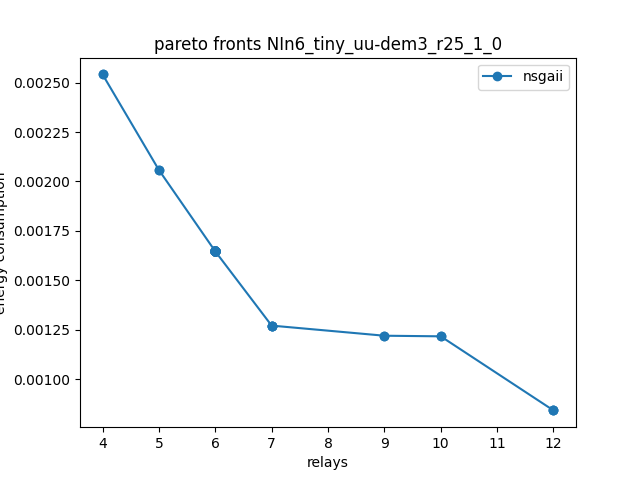 pareto fronts NIn6_tiny_uu-dem3_r25_1_0
nsgaii
0.00250
0.00225
0.00200
0.00175
0.00150
0.00125
0.00100
energy consumption
4 5 6 7 8 9 10 11 12
relays